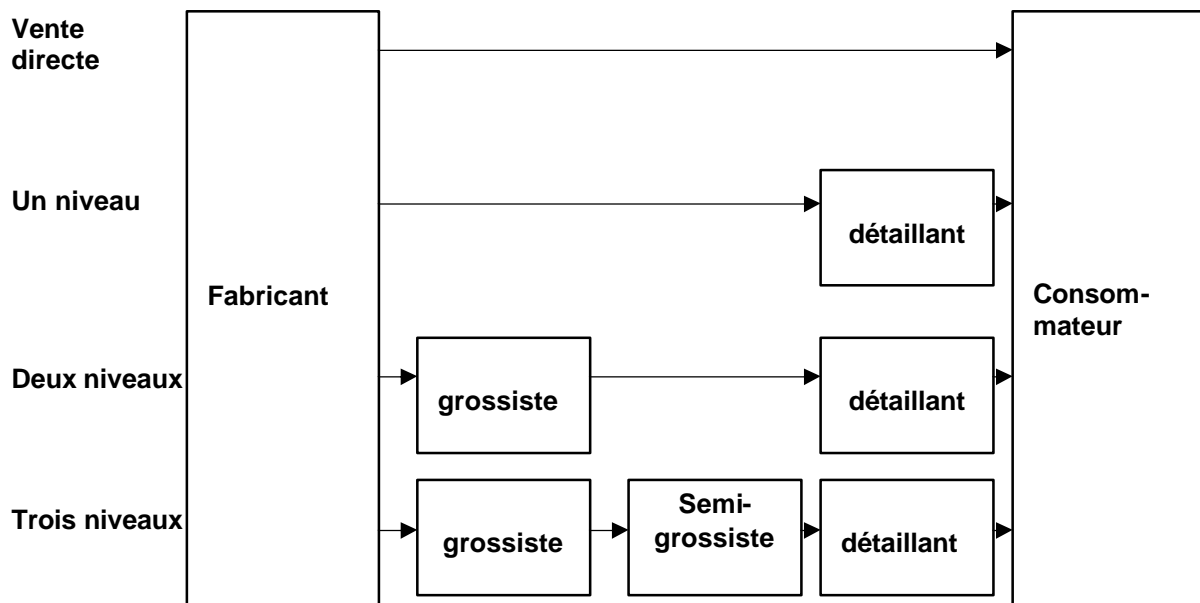 Vente
directe
Un niveau
détaillant
Fabricant
Consom-
mateur
Deux niveaux
grossiste
détaillant
Trois niveaux
grossiste
Semi-
grossiste
détaillant